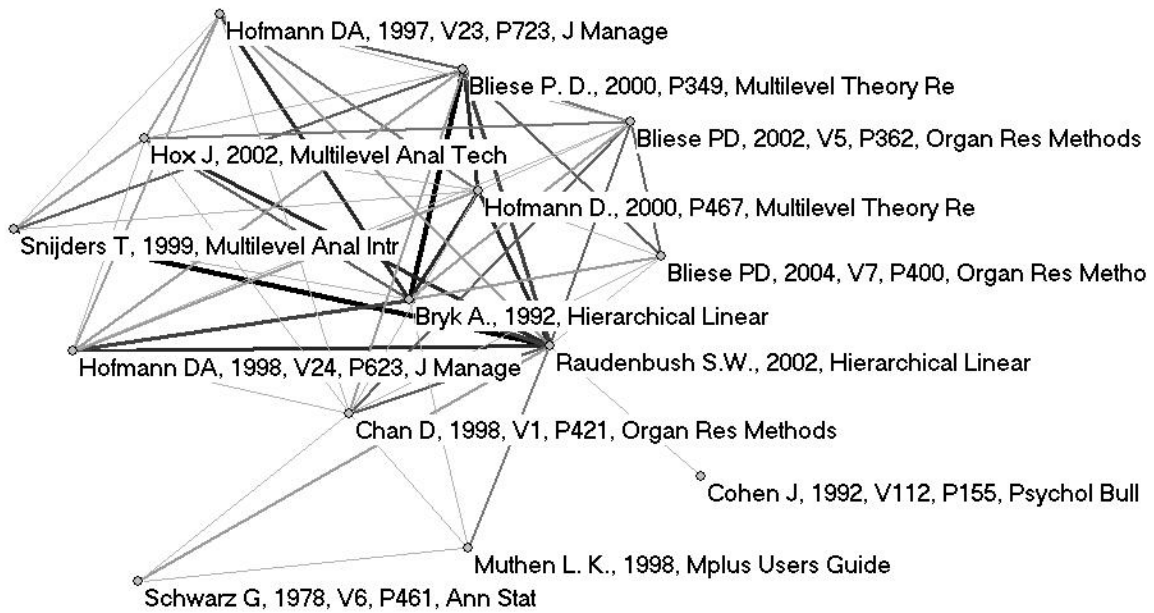 Hofmann DA, 1997, V23, P723, J Manage
Bliese P. D., 2000, P349, Multilevel Theory Re
Bliese PD, 2002, V5, P362, Organ Res Methods
Hox J, 2002, Multilevel Anal Tech
Hofmann D., 2000, P467, Multilevel Theory Re
Snijders T, 1999, Multilevel Anal Intr
Bliese PD, 2004, V7, P400, Organ Res Metho
Bryk A., 1992, Hierarchical Linear
Raudenbush S.W., 2002, Hierarchical Linear
Hofmann DA, 1998, V24, P623, J Manage
Chan D, 1998, V1, P421, Organ Res Methods
Cohen J, 1992, V112, P155, Psychol Bull
Muthen L. K., 1998, Mplus Users Guide
Schwarz G, 1978, V6, P461, Ann Stat